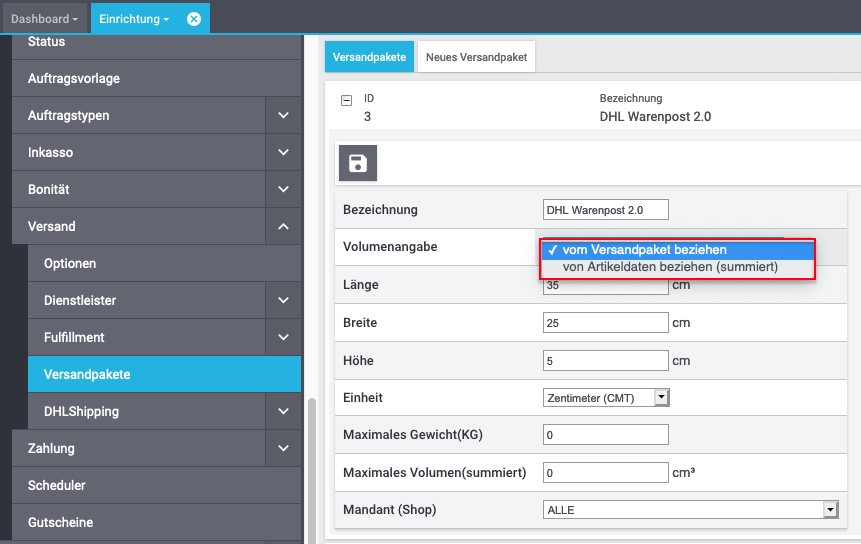 Dashboard
Einrichtung
Status
Auftragsvorlage
Auftragstypen
Inkasso
Bonität
Versand
Optionen
Dienstleister
Fulfillment
Versandpakete
DHLShipping
Zahlung
Scheduler
Gutscheine
Versandpakete
Neues Versandpaket
ID
Bezeichnung
3
DHL Warenpost 2.0
Bezeichnung
DHL Warenpost 2.0
Volumenangabe
✓ vom Versandpaket beziehen
von Artikeldaten beziehen (summiert)
Länge
35
cm
Breite
25
cm
Höhe
5
cm
Einheit
Zentimeter (CMT)
Maximales Gewicht(KG)
0
Maximales Volumen(summiert)
0
cm³
Mandant (Shop)
ALLE